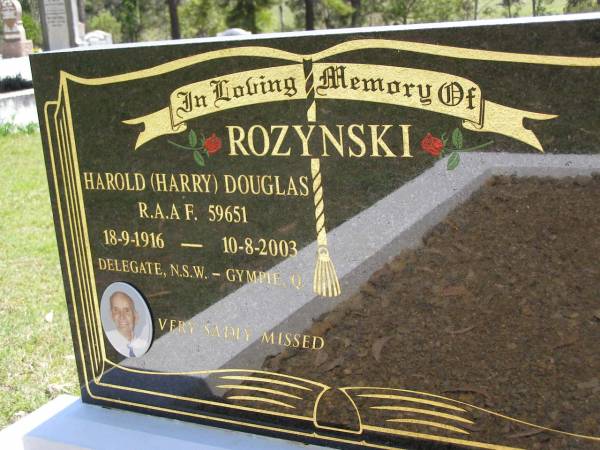 In Loving Memory Of
ROZYNSKI
HAROLD (HARRY) DOUGLAS
R.A.A F. 59651
18-9-1916 — 10-8-2003
DELEGATE, N.S.W. - GYMPIE, Q.
VERY SADLY MISSED